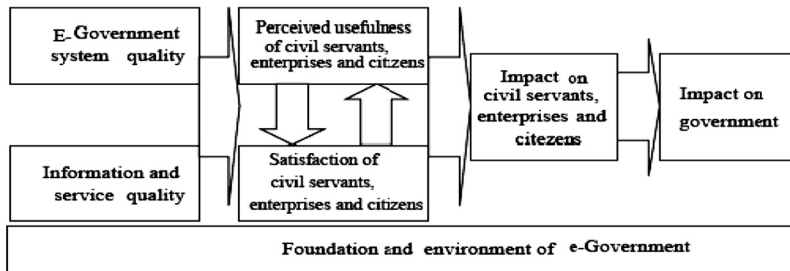 E-Government
system quality
Perceived usefulness
of civil servants,
enterprises and citizens
Impact on
civil servants,
enterprises and
citezens
Impact on
government
Information and
service quality
Satisfaction of
civil servants,
enterprises and citizens
Foundation and environment of e-Government